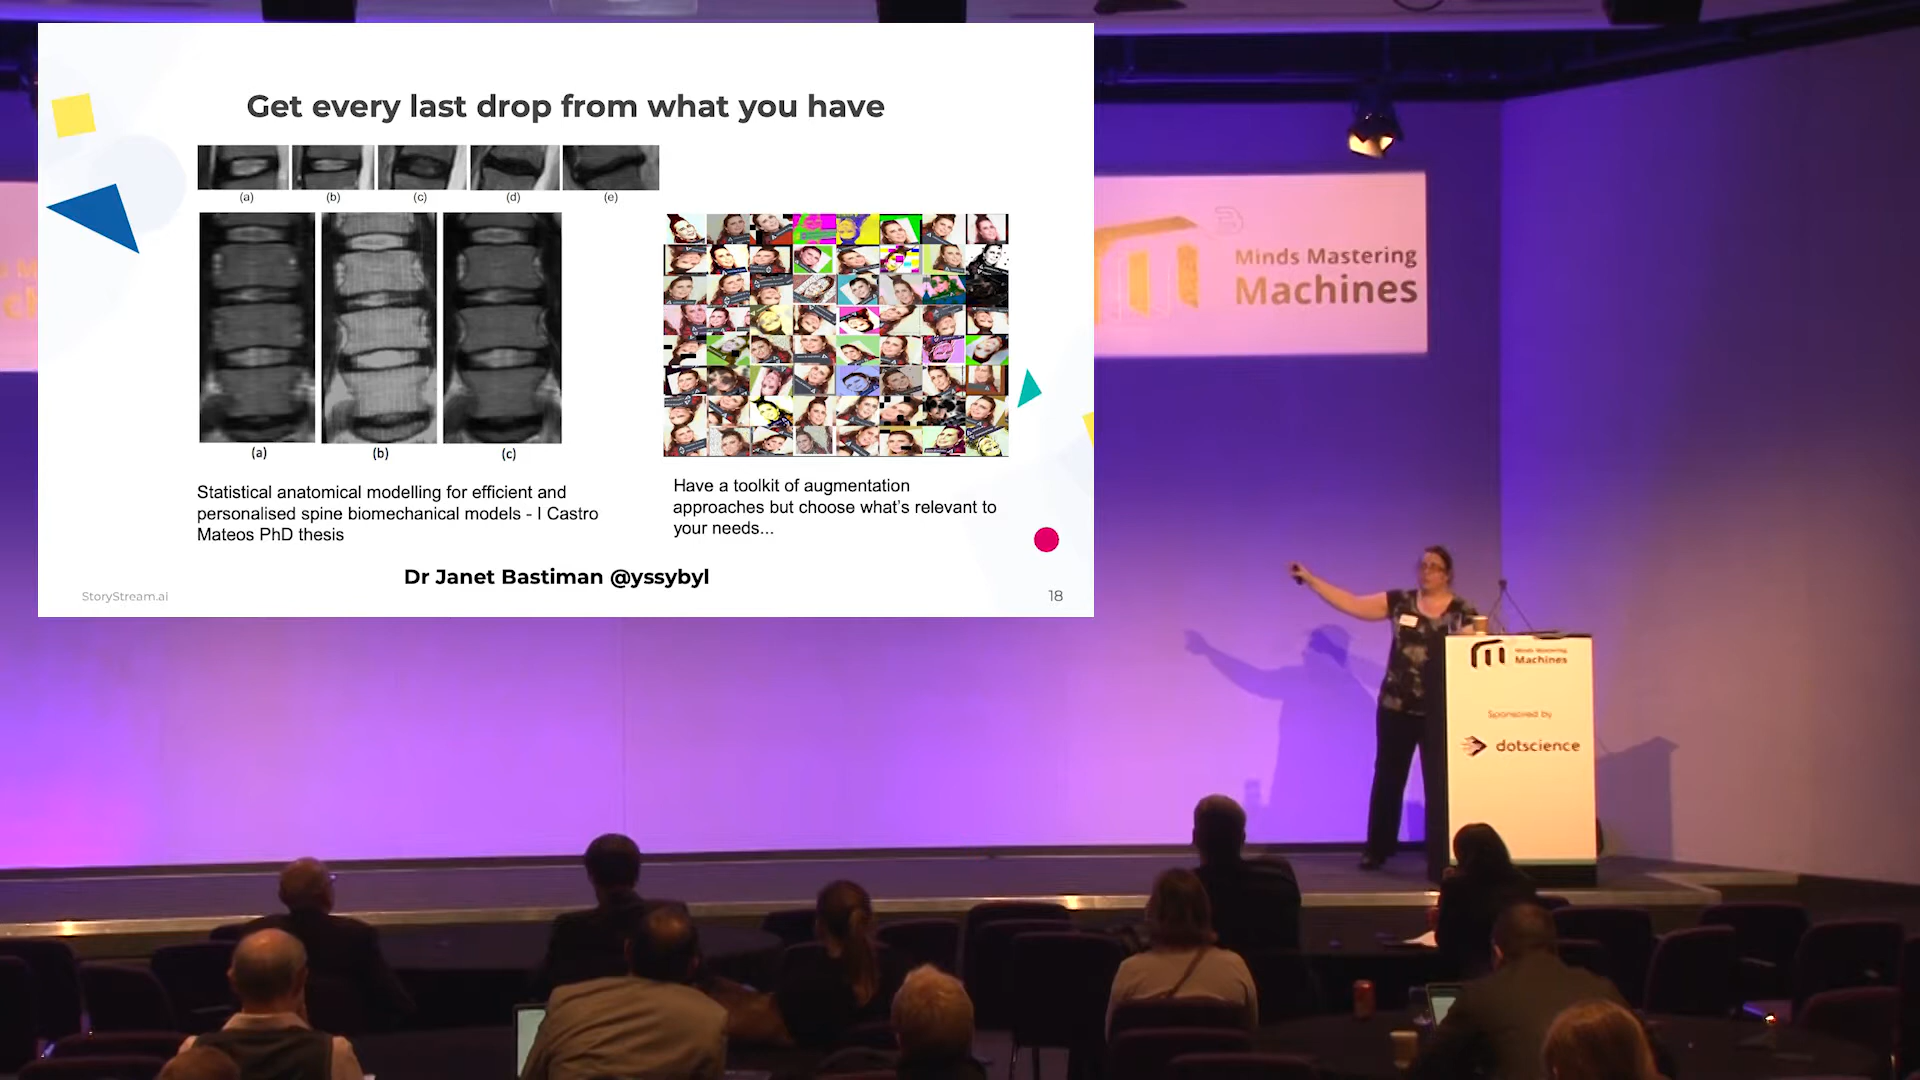 Get every last drop from what you have
(a) (b) (c) (d) (e)
(a) (b) (c)
Statistical anatomical modelling for efficient and
personalised spine biomechanical models - I Castro
Mateos PhD thesis
Have a toolkit of augmentation
approaches but choose what's relevant to
your needs...
Dr Janet Bastiman @yssybyl
StoryStream.ai
18
Minds Mastering
Machines
Minds Mastering
Machines
Sponsored by
dotscience